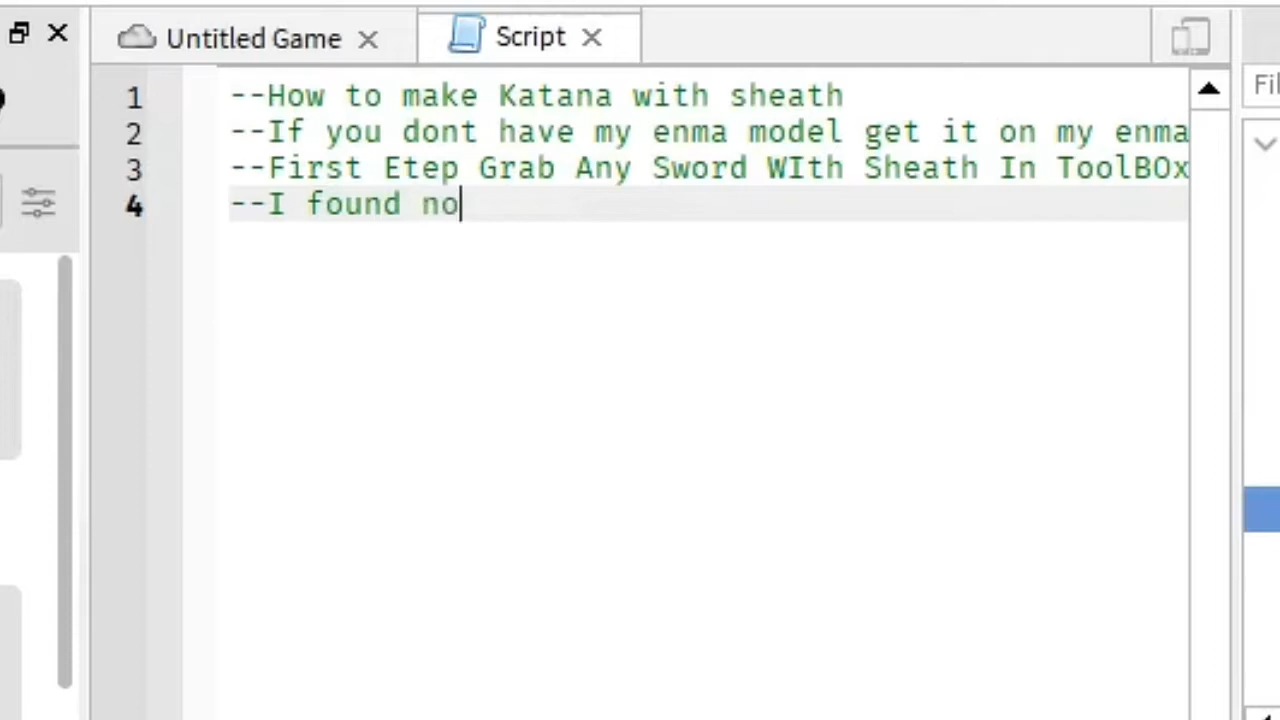 Untitled Game
Script
1 --How to make Katana with sheath
2 --If you dont have my enma model get it on my enma
3 --First Etep Grab Any Sword WIth Sheath In ToolBOx
4 --I found no
Fil